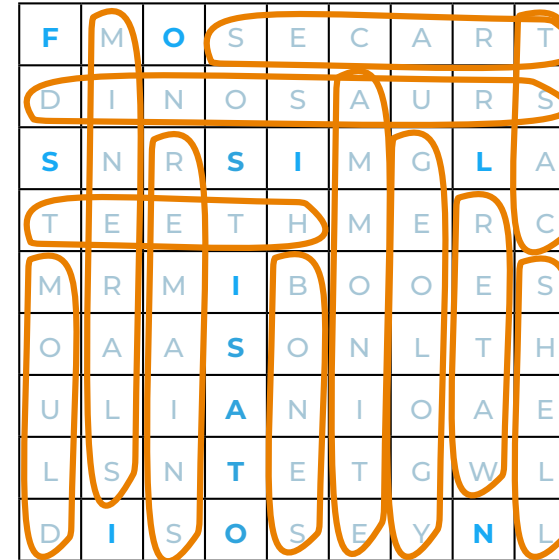 F M O S E C A R T
D I N O S A U R S
S N R S I M G L A
T E E T H M E R C
M R M I B O O E S
O A A S O N L T H
U L I A N I O A E
L S N T E T G W L
D I S O S E Y N L